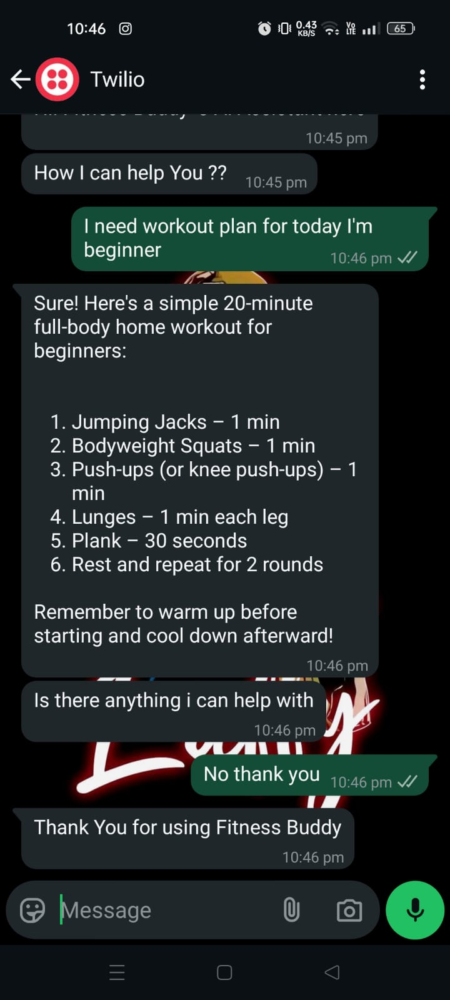 10:46
0.43
KB/S
Vo
LTE
65
Twilio
10:45 pm
How I can help You ??
10:45 pm
I need workout plan for today I'm
beginner
10:46 pm
Sure! Here's a simple 20-minute
full-body home workout for
beginners:
1. Jumping Jacks – 1 min
2. Bodyweight Squats – 1 min
3. Push-ups (or knee push-ups) – 1
min
4. Lunges – 1 min each leg
5. Plank – 30 seconds
6. Rest and repeat for 2 rounds
Remember to warm up before
starting and cool down afterward!
10:46 pm
Is there anything i can help with
10:46 pm
No thank you
10:46 pm
Thank You for using Fitness Buddy
10:46 pm
Message